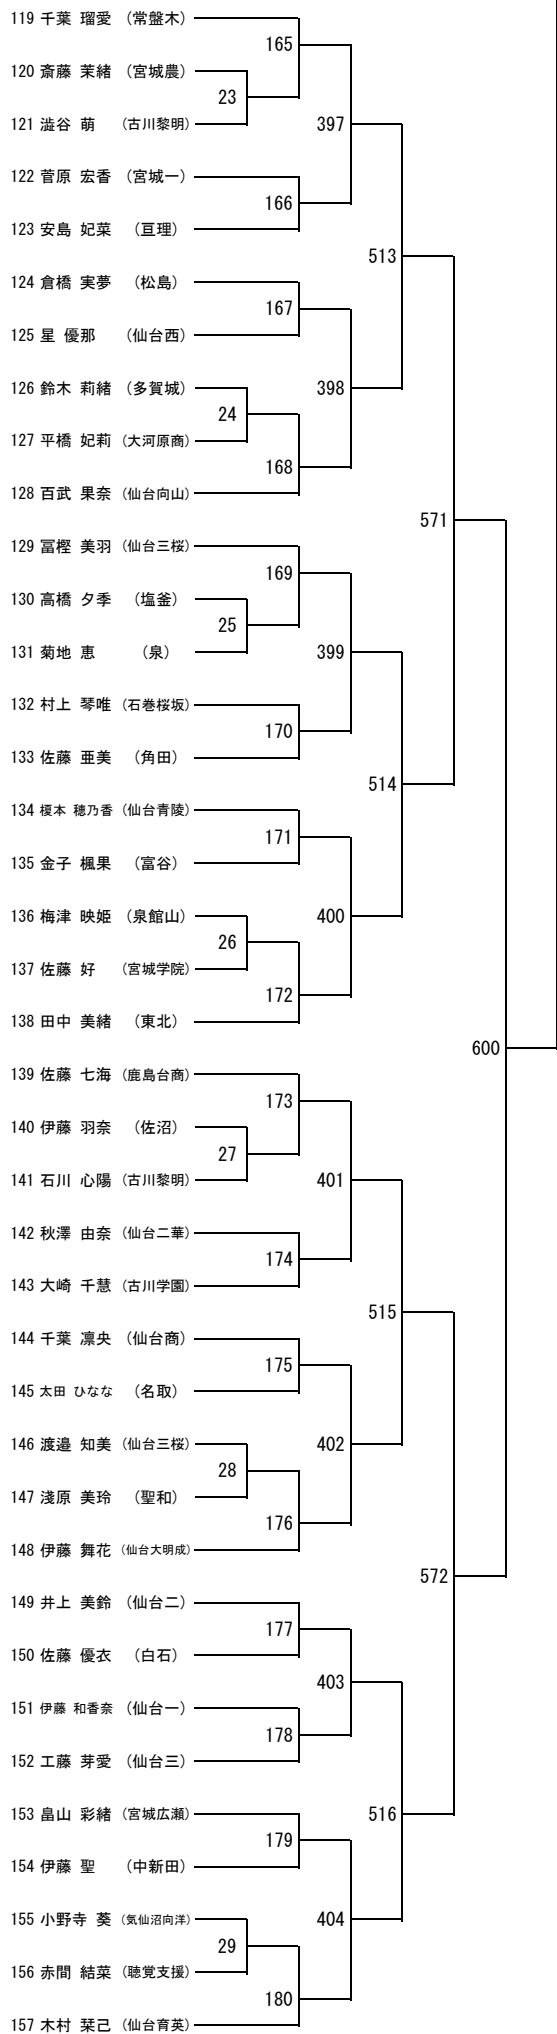 119 千葉 瑠愛 (常盤木)
165
120 斎藤 茉緒 (宮城農)
23
121 澁谷 萌 (古川黎明)
397
122 菅原 宏香 (宮城一)
166
123 安島 妃菜 (亘理)
513
124 倉橋 実夢 (松島)
167
125 星 優那 (仙台西)
126 鈴木 莉緒 (多賀城)
398
24
127 平橋 妃莉 (大河原商)
168
128 百武 果奈 (仙台向山)
571
129 冨樫 美羽 (仙台三桜)
169
130 高橋 夕季 (塩釜)
25
131 菊地 恵 (泉)
399
132 村上 琴唯 (石巻桜坂)
170
133 佐藤 亜美 (角田)
514
134 榎本 穂乃香 (仙台青陵)
171
135 金子 楓果 (富谷)
136 梅津 映姫 (泉館山)
400
26
137 佐藤 好 (宮城学院)
172
138 田中 美緒 (東北)
600
139 佐藤 七海 (鹿島台商)
173
140 伊藤 羽奈 (佐沼)
27
141 石川 心陽 (古川黎明)
401
142 秋澤 由奈 (仙台二華)
174
143 大崎 千慧 (古川学園)
515
144 千葉 凛央 (仙台商)
175
145 太田 ひなな (名取)
146 渡邉 知美 (仙台三桜)
402
28
147 淺原 美玲 (聖和)
176
148 伊藤 舞花 (仙台大明成)
572
149 井上 美鈴 (仙台二)
177
150 佐藤 優衣 (白石)
403
151 伊藤 和香奈 (仙台一)
178
152 工藤 芽愛 (仙台三)
153 畠山 彩緒 (宮城広瀬)
516
179
154 伊藤 聖 (中新田)
155 小野寺 葵 (気仙沼向洋)
404
29
156 赤間 結菜 (聴覚支援)
180
157 木村 栞己 (仙台育英)